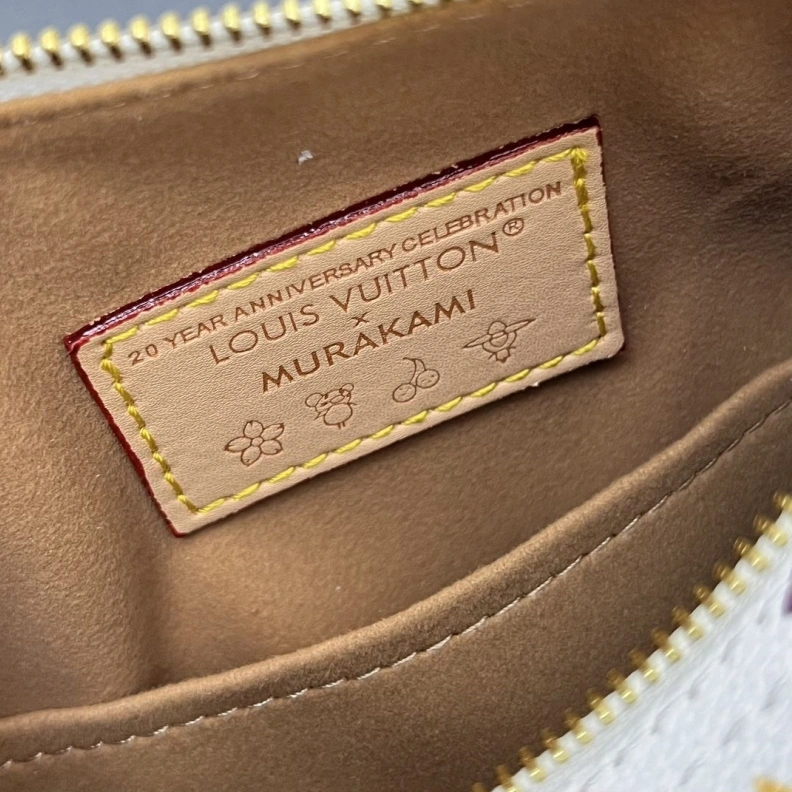 20 YEAR ANNIVERSARY CELEBRATION
LOUIS VUITTON®
×
MURAKAMI